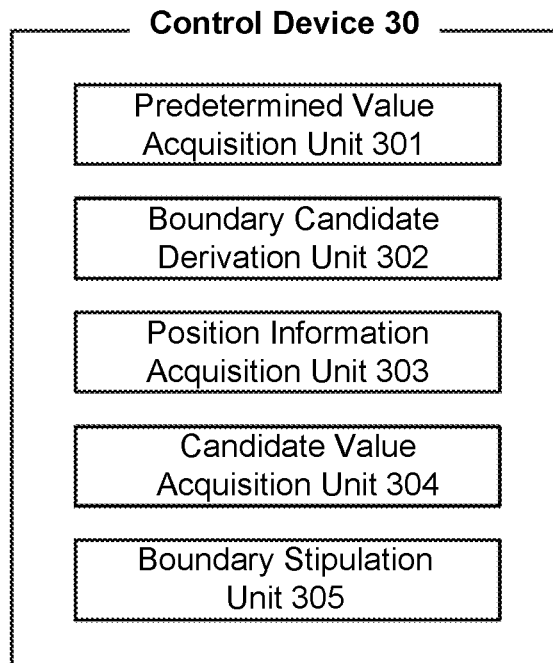 Control Device 30
Predetermined Value
Acquisition Unit 301
Boundary Candidate
Derivation Unit 302
Position Information
Acquisition Unit 303
Candidate Value
Acquisition Unit 304
Boundary Stipulation
Unit 305